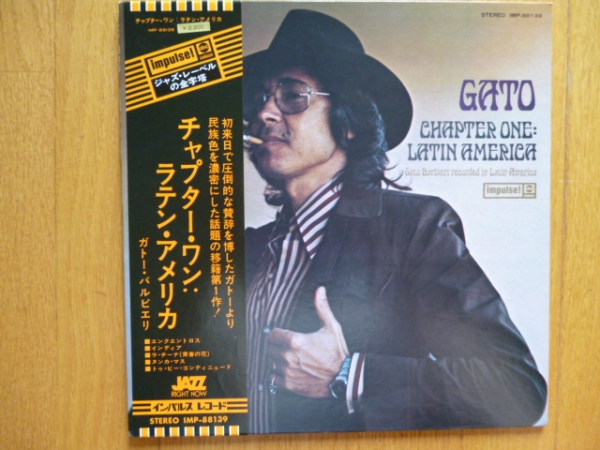 チャプター・ワン:ラテン・アメリカ
IMP-88139
impulse!
ジャズ・レーベル
の金字塔
初来日で圧倒的な賛辞を博したガトーより
民族色を濃密にした話題の移籍第1作!
チャプター・ワン:
ラテン・アメリカ
ガトー・バルビエリ
■エンクエントロス
■インディア
■ラ・チーナ(青春の花)
■ヌンカ・マス
■トゥ・ビー・コンティニュード
JAZZ
RIGHT NOW
インパルス レコード
STEREO IMP-88139
STEREO IMP-88139
GATO
CHAPTER ONE:
LATIN AMERICA
Gato Barbieri recorded in Latin America
impulse!